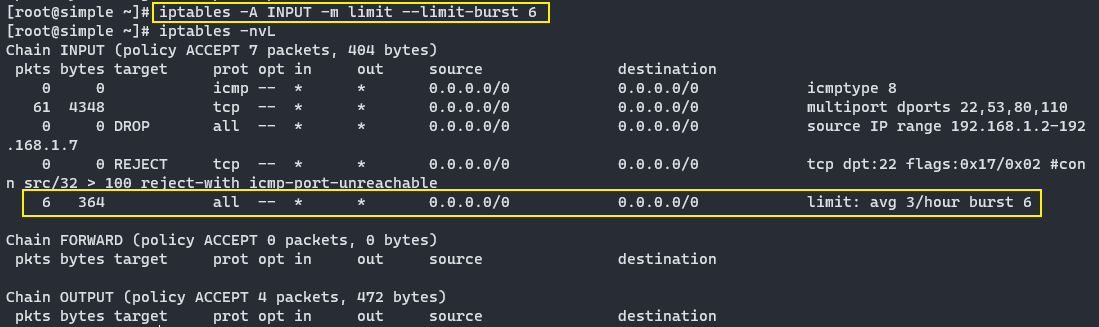 [root@simple ~]# iptables -A INPUT -m limit --limit-burst 6
[root@simple ~]# iptables -nvL
Chain INPUT (policy ACCEPT 7 packets, 404 bytes)
 pkts bytes target     prot opt in     out     source               destination
    0     0            icmp --  *      *       0.0.0.0/0            0.0.0.0/0            icmptype 8
   61  4348            tcp  --  *      *       0.0.0.0/0            0.0.0.0/0            multiport dports 22,53,80,110
    0     0 DROP       all  --  *      *       0.0.0.0/0            0.0.0.0/0            source IP range 192.168.1.2-192
.168.1.7
    0     0 REJECT     tcp  --  *      *       0.0.0.0/0            0.0.0.0/0            tcp dpt:22 flags:0x17/0x02 #con
n src/32 > 100 reject-with icmp-port-unreachable
    6   364            all  --  *      *       0.0.0.0/0            0.0.0.0/0            limit: avg 3/hour burst 6
Chain FORWARD (policy ACCEPT 0 packets, 0 bytes)
 pkts bytes target     prot opt in     out     source               destination
Chain OUTPUT (policy ACCEPT 4 packets, 472 bytes)
 pkts bytes target     prot opt in     out     source               destination